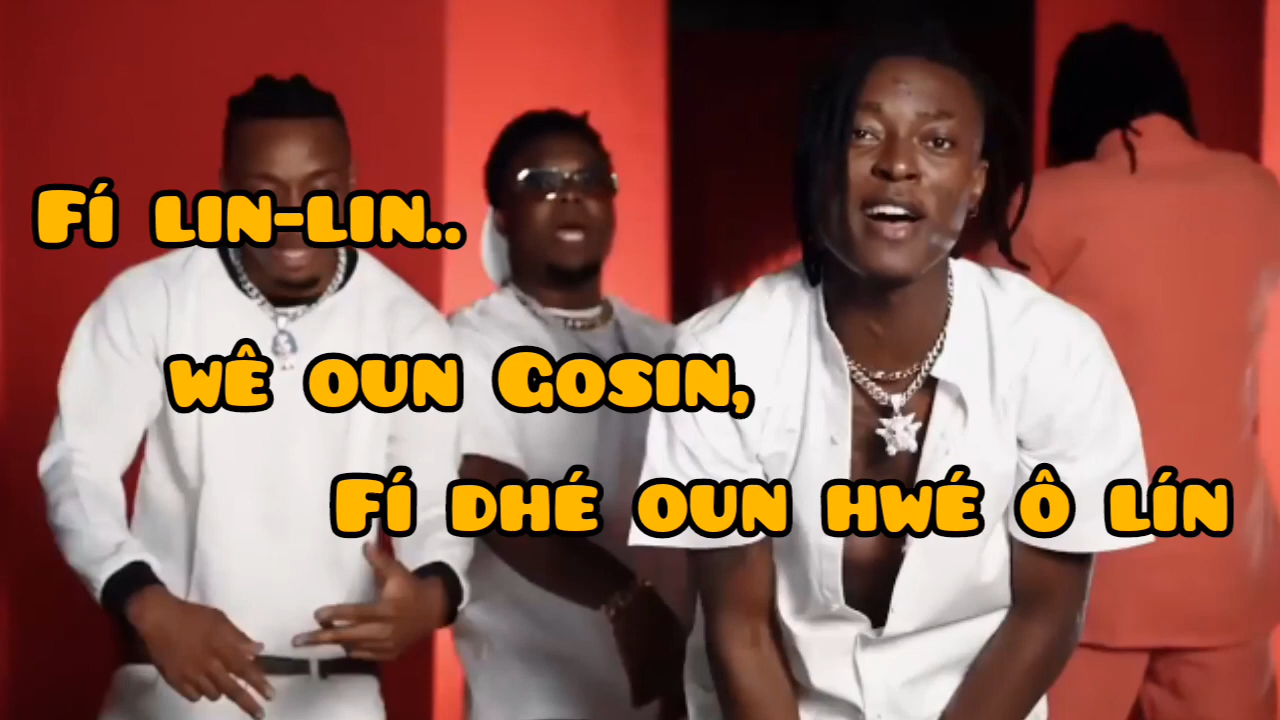 Fí lin-lin..
wê oun Gosin,
Fí dhé oun hwé Ô lín